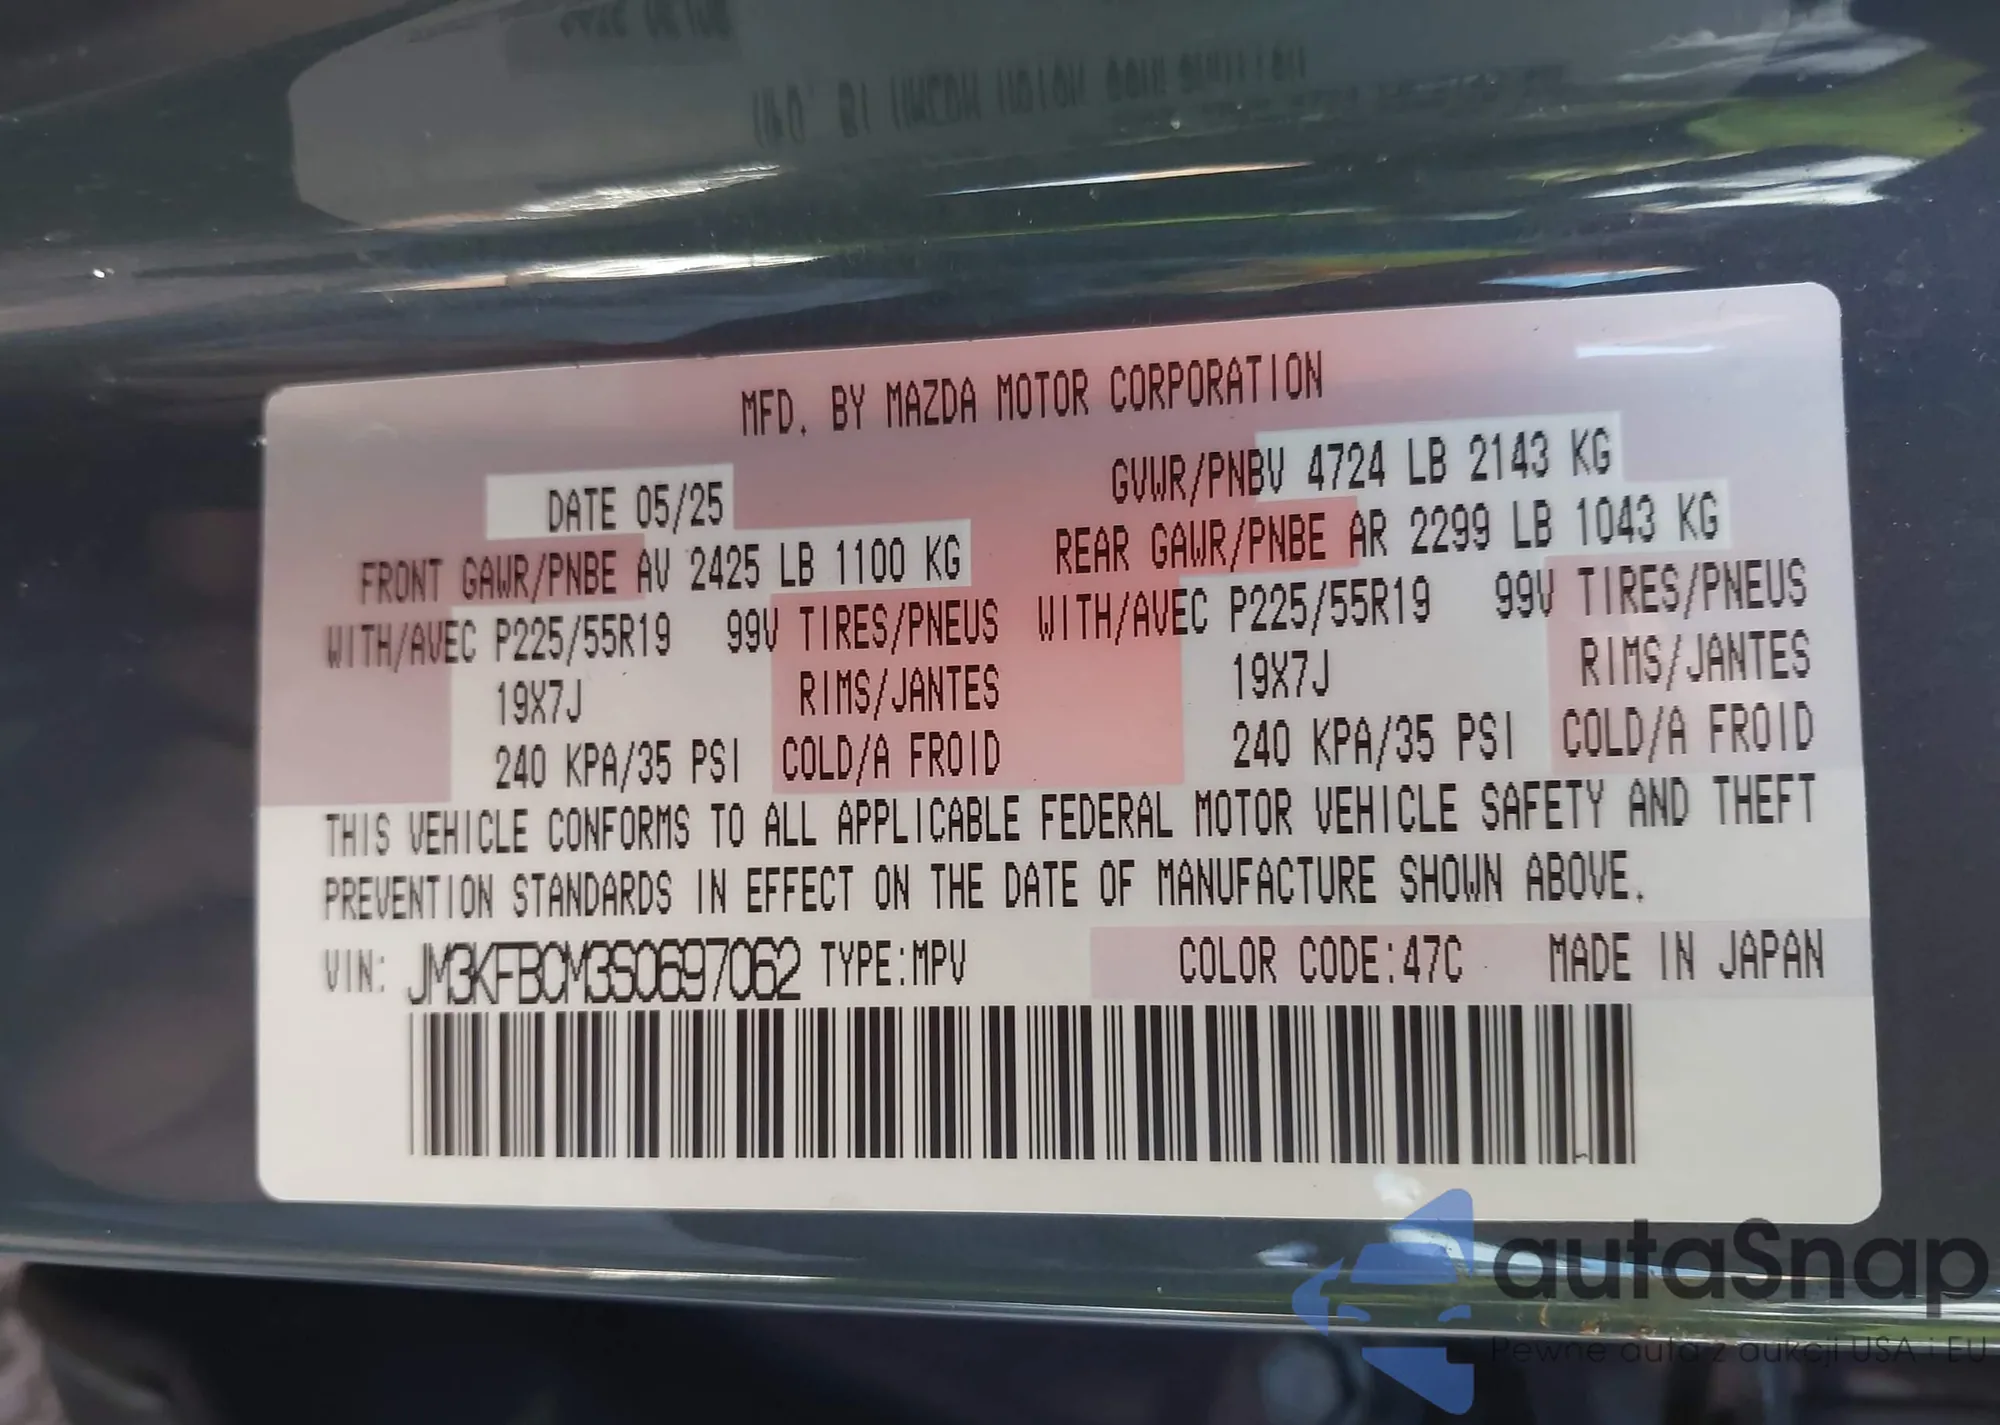 MFD. BY MAZDA MOTOR CORPORATION
DATE 05/25 GVWR/PNBV 4724 LB 2143 KG
FRONT GAWR/PNBE AV 2425 LB 1100 KG REAR GAWR/PNBE AR 2299 LB 1043 KG
WITH/AVEC P225/55R19 99V TIRES/PNEUS WITH/AVEC P225/55R19 99V TIRES/PNEUS
19X7J RIMS/JANTES 19X7J RIMS/JANTES
240 KPA/35 PSI COLD/A FROID 240 KPA/35 PSI COLD/A FROID
THIS VEHICLE CONFORMS TO ALL APPLICABLE FEDERAL MOTOR VEHICLE SAFETY AND THEFT
PREVENTION STANDARDS IN EFFECT ON THE DATE OF MANUFACTURE SHOWN ABOVE.
VIN: JM3KFBCM3S0697062 TYPE:MPV COLOR CODE:47C MADE IN JAPAN
autaSnap
Pewne auta z aukcji USA i EU